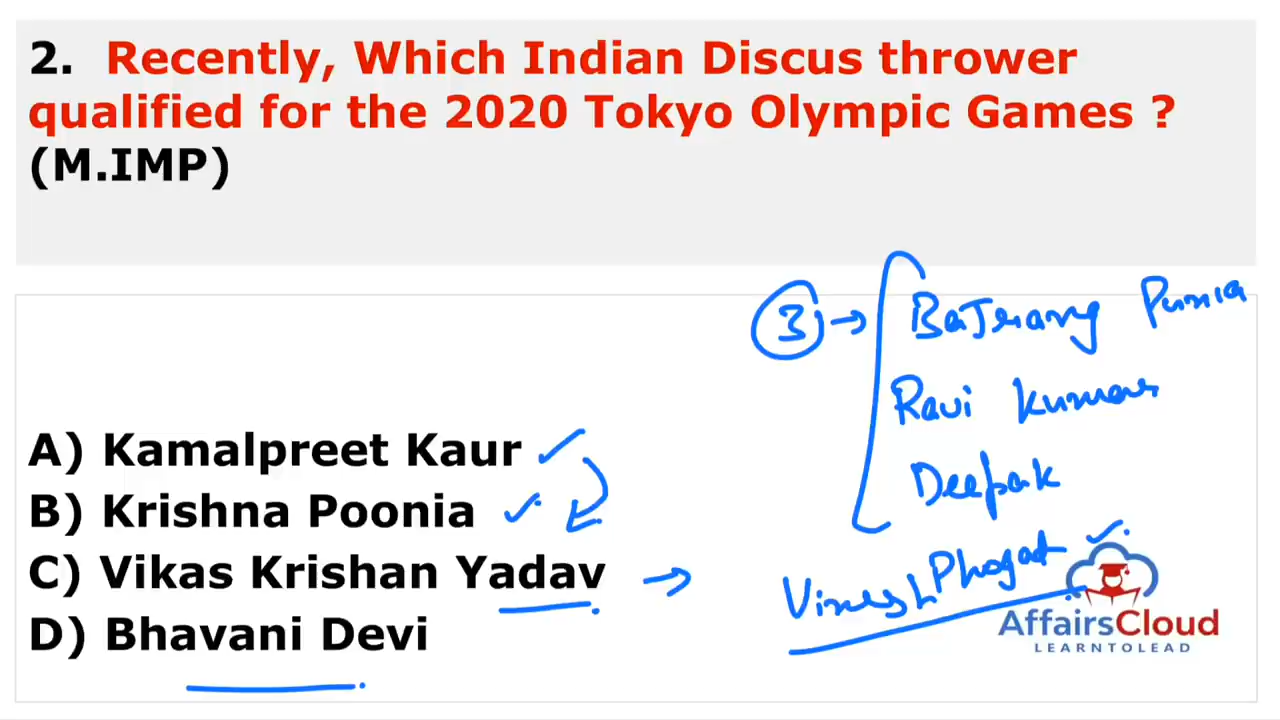 2. Recently, Which Indian Discus thrower
qualified for the 2020 Tokyo Olympic Games ?
(M.IMP)
3 → Bajrang Punia
Ravi Kumar
Deepak
Vinesh Phogat
A) Kamalpreet Kaur
B) Krishna Poonia
C) Vikas Krishan Yadav
D) Bhavani Devi
AffairsCloud
LEARNTOLEAD